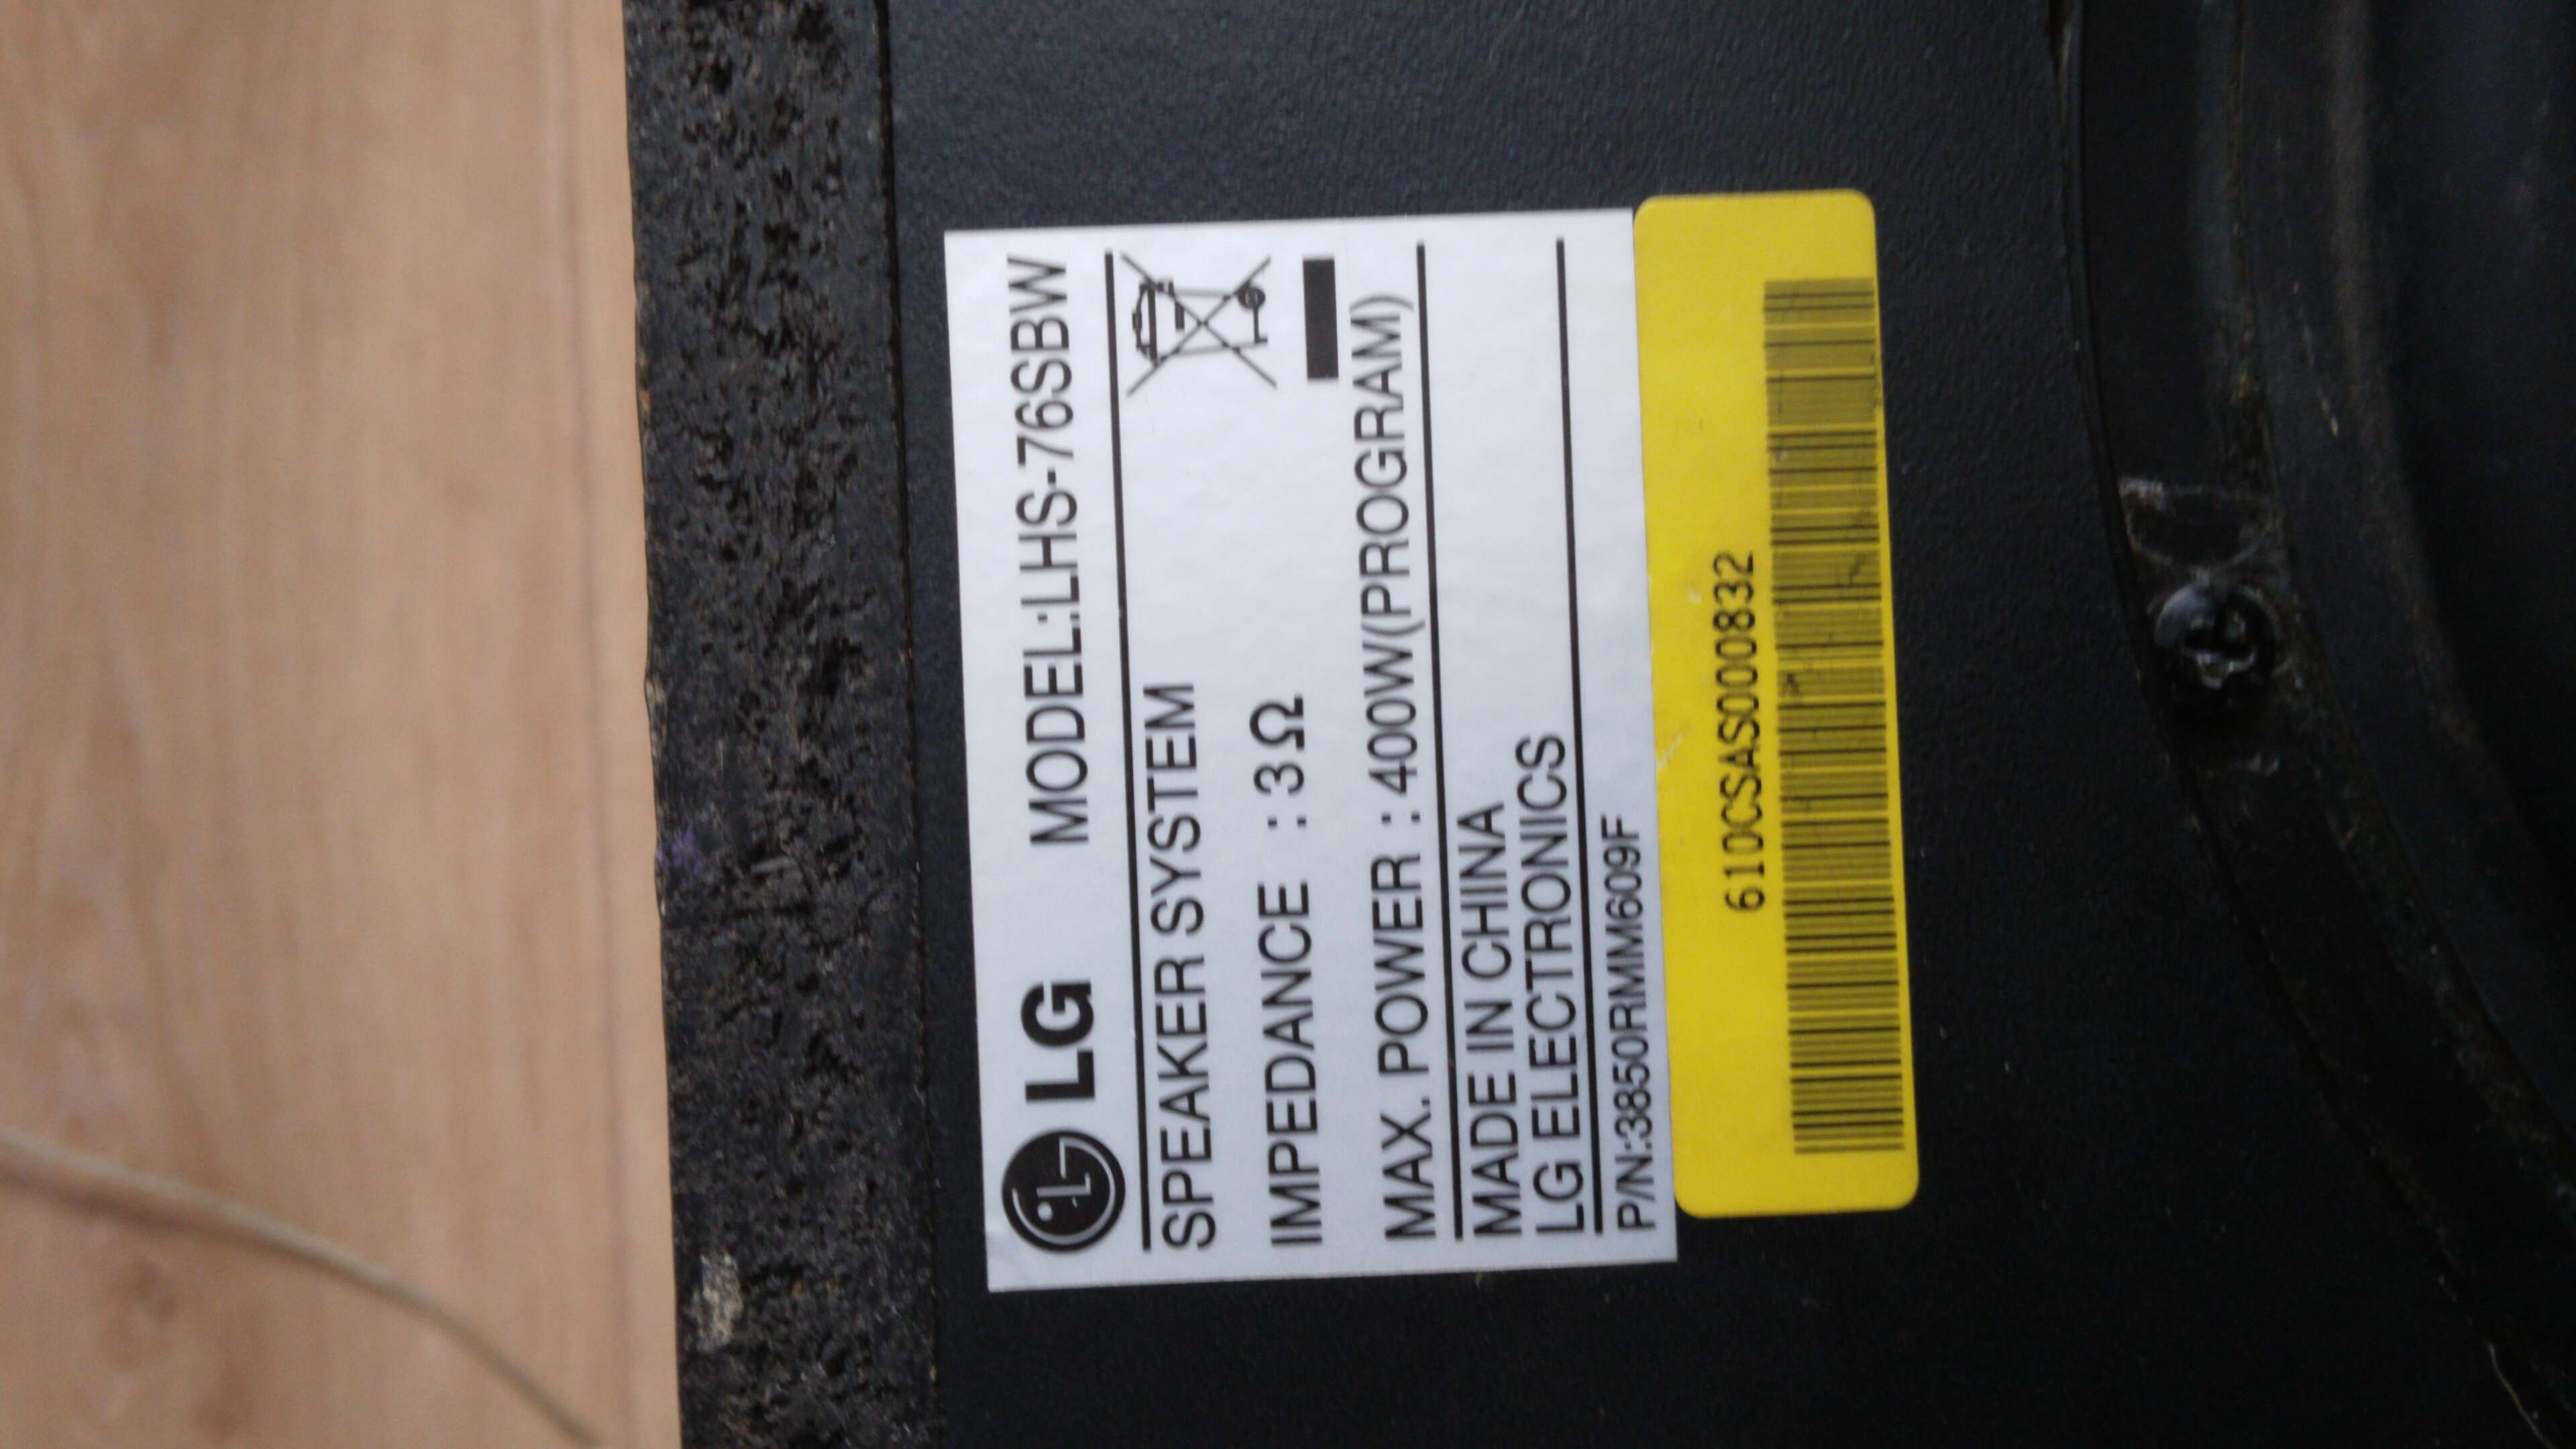 LG MODEL:LHS-76SBW
SPEAKER SYSTEM
IMPEDANCE : 3Ω
MAX. POWER : 400W(PROGRAM)
MADE IN CHINA
LG ELECTRONICS
P/N:3850RMM609F
610CSAS000832